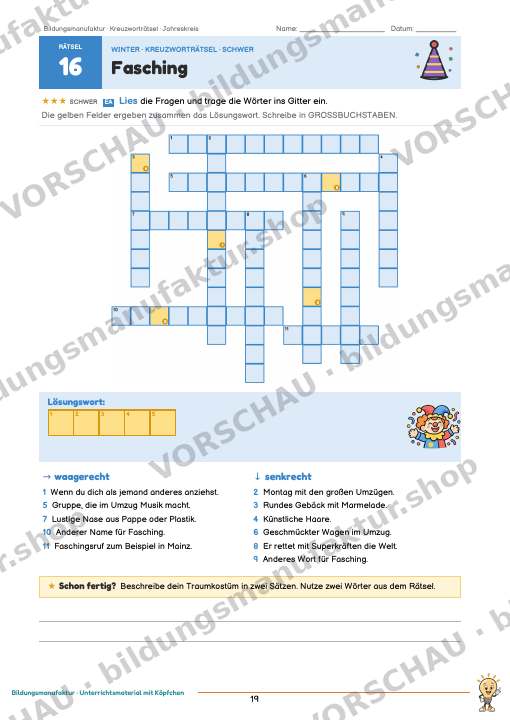 Bildungsmanufaktur · Kreuzworträtsel · Jahreskreis Name: Datum:
RÄTSEL
16
WINTER · KREUZWORTRÄTSEL · SCHWER
Fasching
★★★ SCHWER EA Lies die Fragen und trage die Wörter ins Gitter ein.
Die gelben Felder ergeben zusammen das Lösungswort. Schreibe in GROSSBUCHSTABEN.
Lösungswort:
1 2 3 4 5
→ waagerecht
1 Wenn du dich als jemand anderes anziehst.
5 Gruppe, die im Umzug Musik macht.
7 Lustige Nase aus Pappe oder Plastik.
10 Anderer Name für Fasching.
11 Faschingsruf zum Beispiel in Mainz.
↓ senkrecht
2 Montag mit den großen Umzügen.
3 Rundes Gebäck mit Marmelade.
4 Künstliche Haare.
6 Geschmückter Wagen im Umzug.
8 Er rettet mit Superkräften die Welt.
9 Anderes Wort für Fasching.
★ Schon fertig? Beschreibe dein Traumkostüm in zwei Sätzen. Nutze zwei Wörter aus dem Rätsel.
Bildungsmanufaktur · Unterrichtsmaterial mit Köpfchen
19
VORSCHAU · bildungsmanufaktur.shop